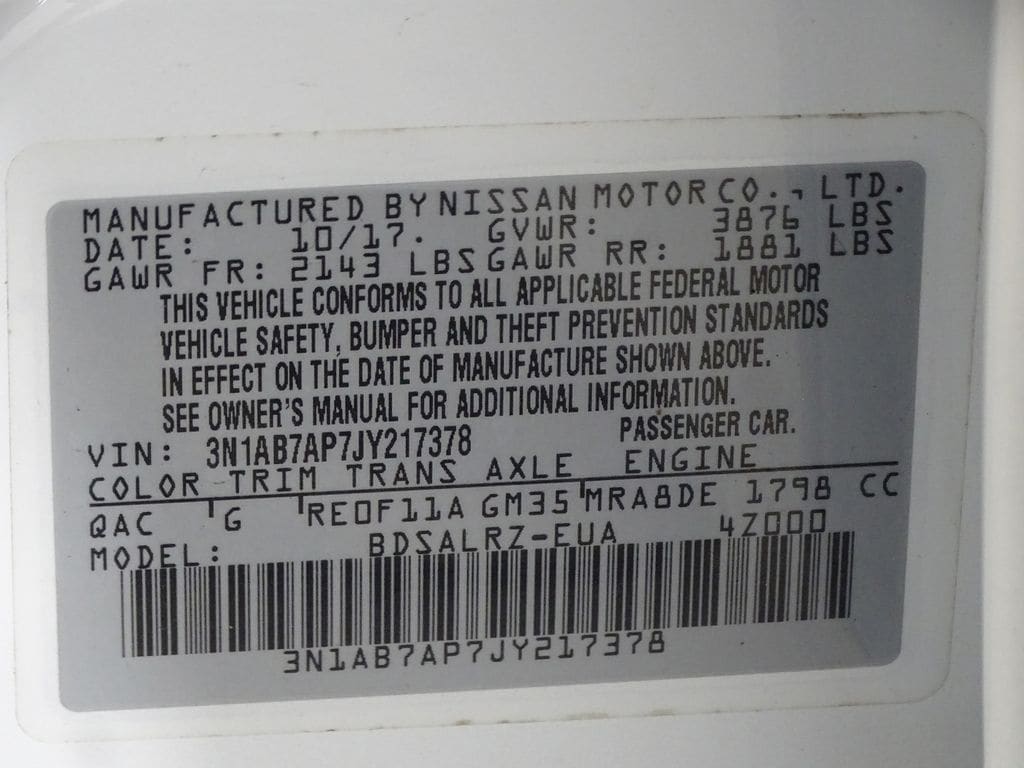 MANUFACTURED BY NISSAN MOTOR CO., LTD.
DATE: 10/17. GVWR: 3876 LBS
GAWR FR: 2143 LBS GAWR RR: 1881 LBS
THIS VEHICLE CONFORMS TO ALL APPLICABLE FEDERAL MOTOR
VEHICLE SAFETY, BUMPER AND THEFT PREVENTION STANDARDS
IN EFFECT ON THE DATE OF MANUFACTURE SHOWN ABOVE.
SEE OWNER'S MANUAL FOR ADDITIONAL INFORMATION.
VIN: 3N1AB7AP7JY217378 PASSENGER CAR.
COLOR TRIM TRANS AXLE ENGINE
QAC G RE0F11A GM35 MRA8DE 1798 CC
MODEL: BDSALRZ-EUA 4Z000
3N1AB7AP7JY217378